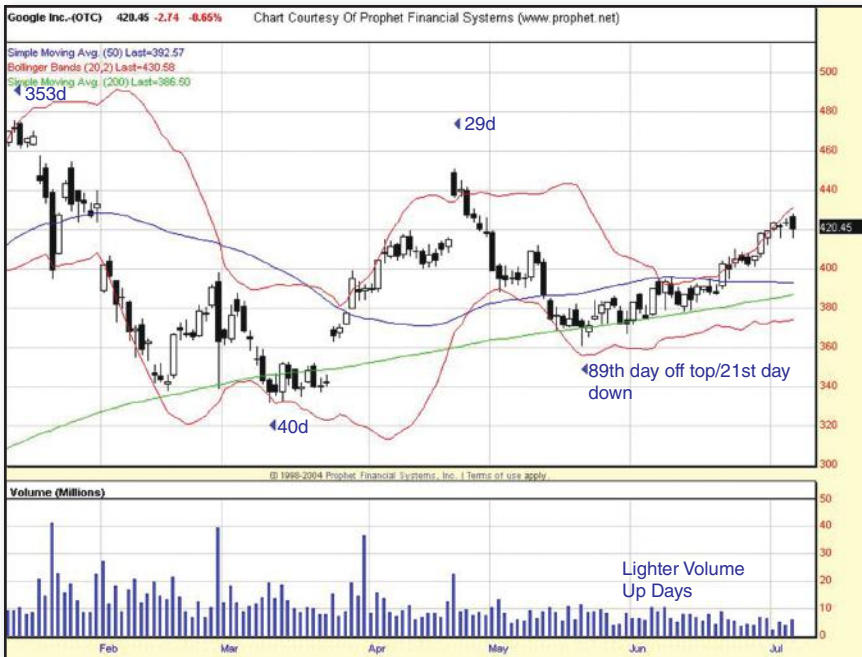 Google Inc.-(OTC) 420.45 -2.74 -0.65% Chart Courtesy Of Prophet Financial Systems (www.prophet.net)
Simple Moving Avg. (50) Last=392.57
Bollinger Bands (20,2) Last=430.58
Simple Moving Avg. (200) Last=386.60
353d
29d
40d
89th day off top/21st day
down
500
480
460
440
420.45
400
380
360
340
320
300
© 1998-2004 Prophet Financial Systems, Inc. | Terms of use apply.
Volume (Millions)
Lighter Volume
Up Days
50
40
30
20
10
0
Feb Mar Apr May Jun Jul